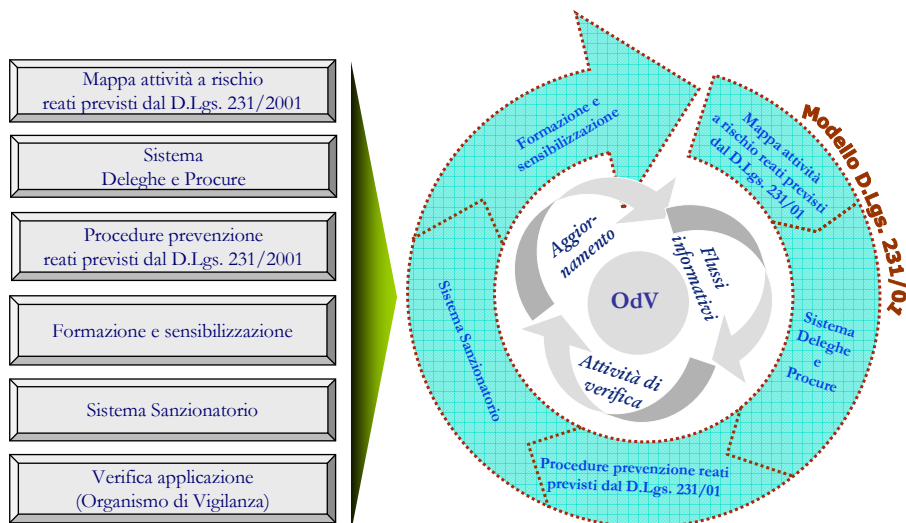 Mappa attività a rischio
reati previsti dal D.Lgs. 231/2001
Sistema
Deleghe e Procure
Procedure prevenzione
reati previsti dal D.Lgs. 231/2001
Formazione e sensibilizzazione
Sistema Sanzionatorio
Verifica applicazione
(Organismo di Vigilanza)
Formazione e
sensibilizzazione
Mappa attività
a rischio reati previsti
dal D.Lgs. 231/01
Modello D.Lgs. 231/01
Sistema
Deleghe
e
Procure
Procedure prevenzione reati
previsti dal D.Lgs. 231/01
Sistema Sanzionatorio
Aggior-
namento
Flussi
informativi
OdV
Attività di
verifica